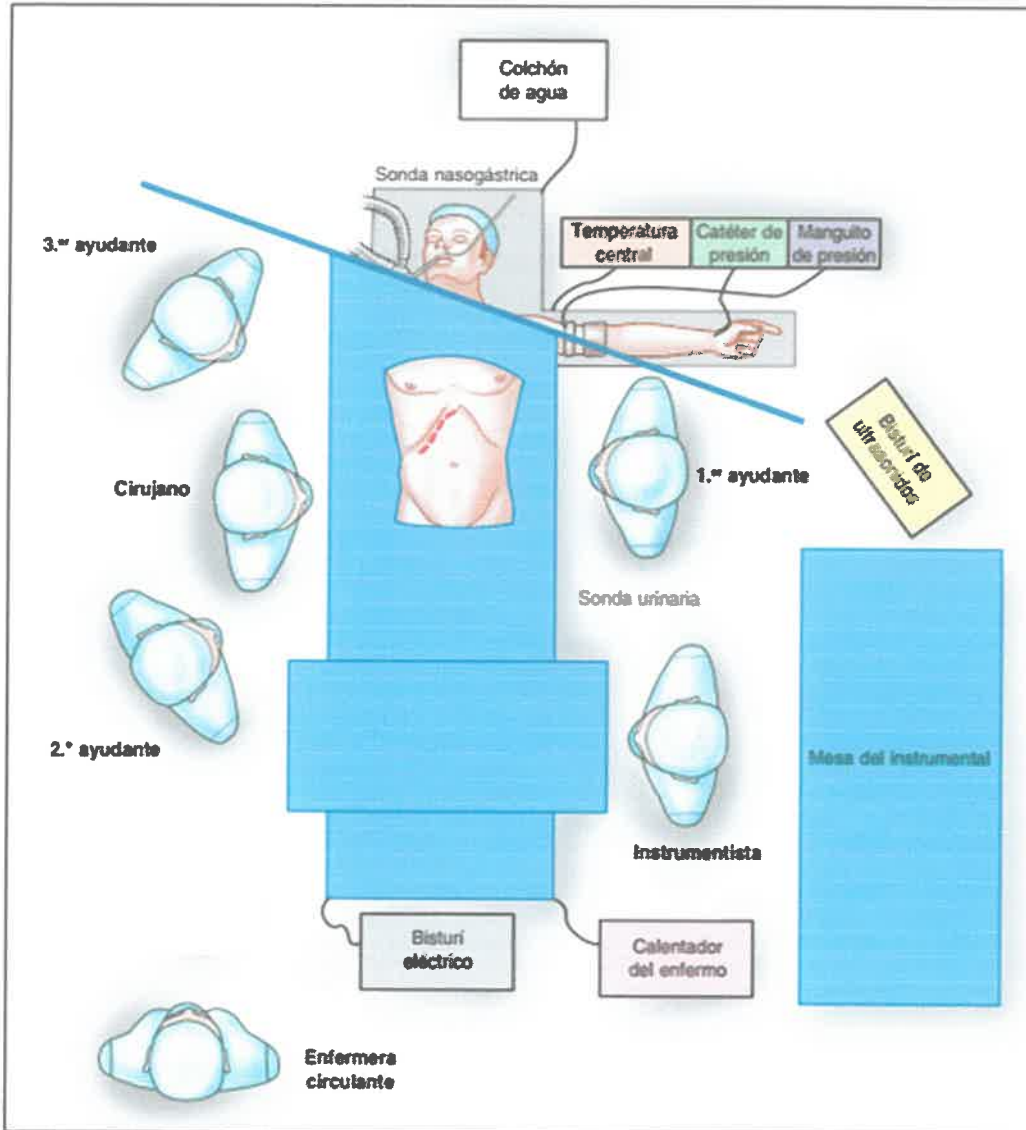 Colchón
de agua
Sonda nasogástrica
3.er ayudante
Temperatura
central
Catéter de
presión
Manguito
de presión
Bisturí de
ultrasonidos
Cirujano
1.er ayudante
Sonda urinaria
2.° ayudante
Mesa del instrumental
Instrumentista
Bisturí
eléctrico
Calentador
del enfermo
Enfermera
circulante